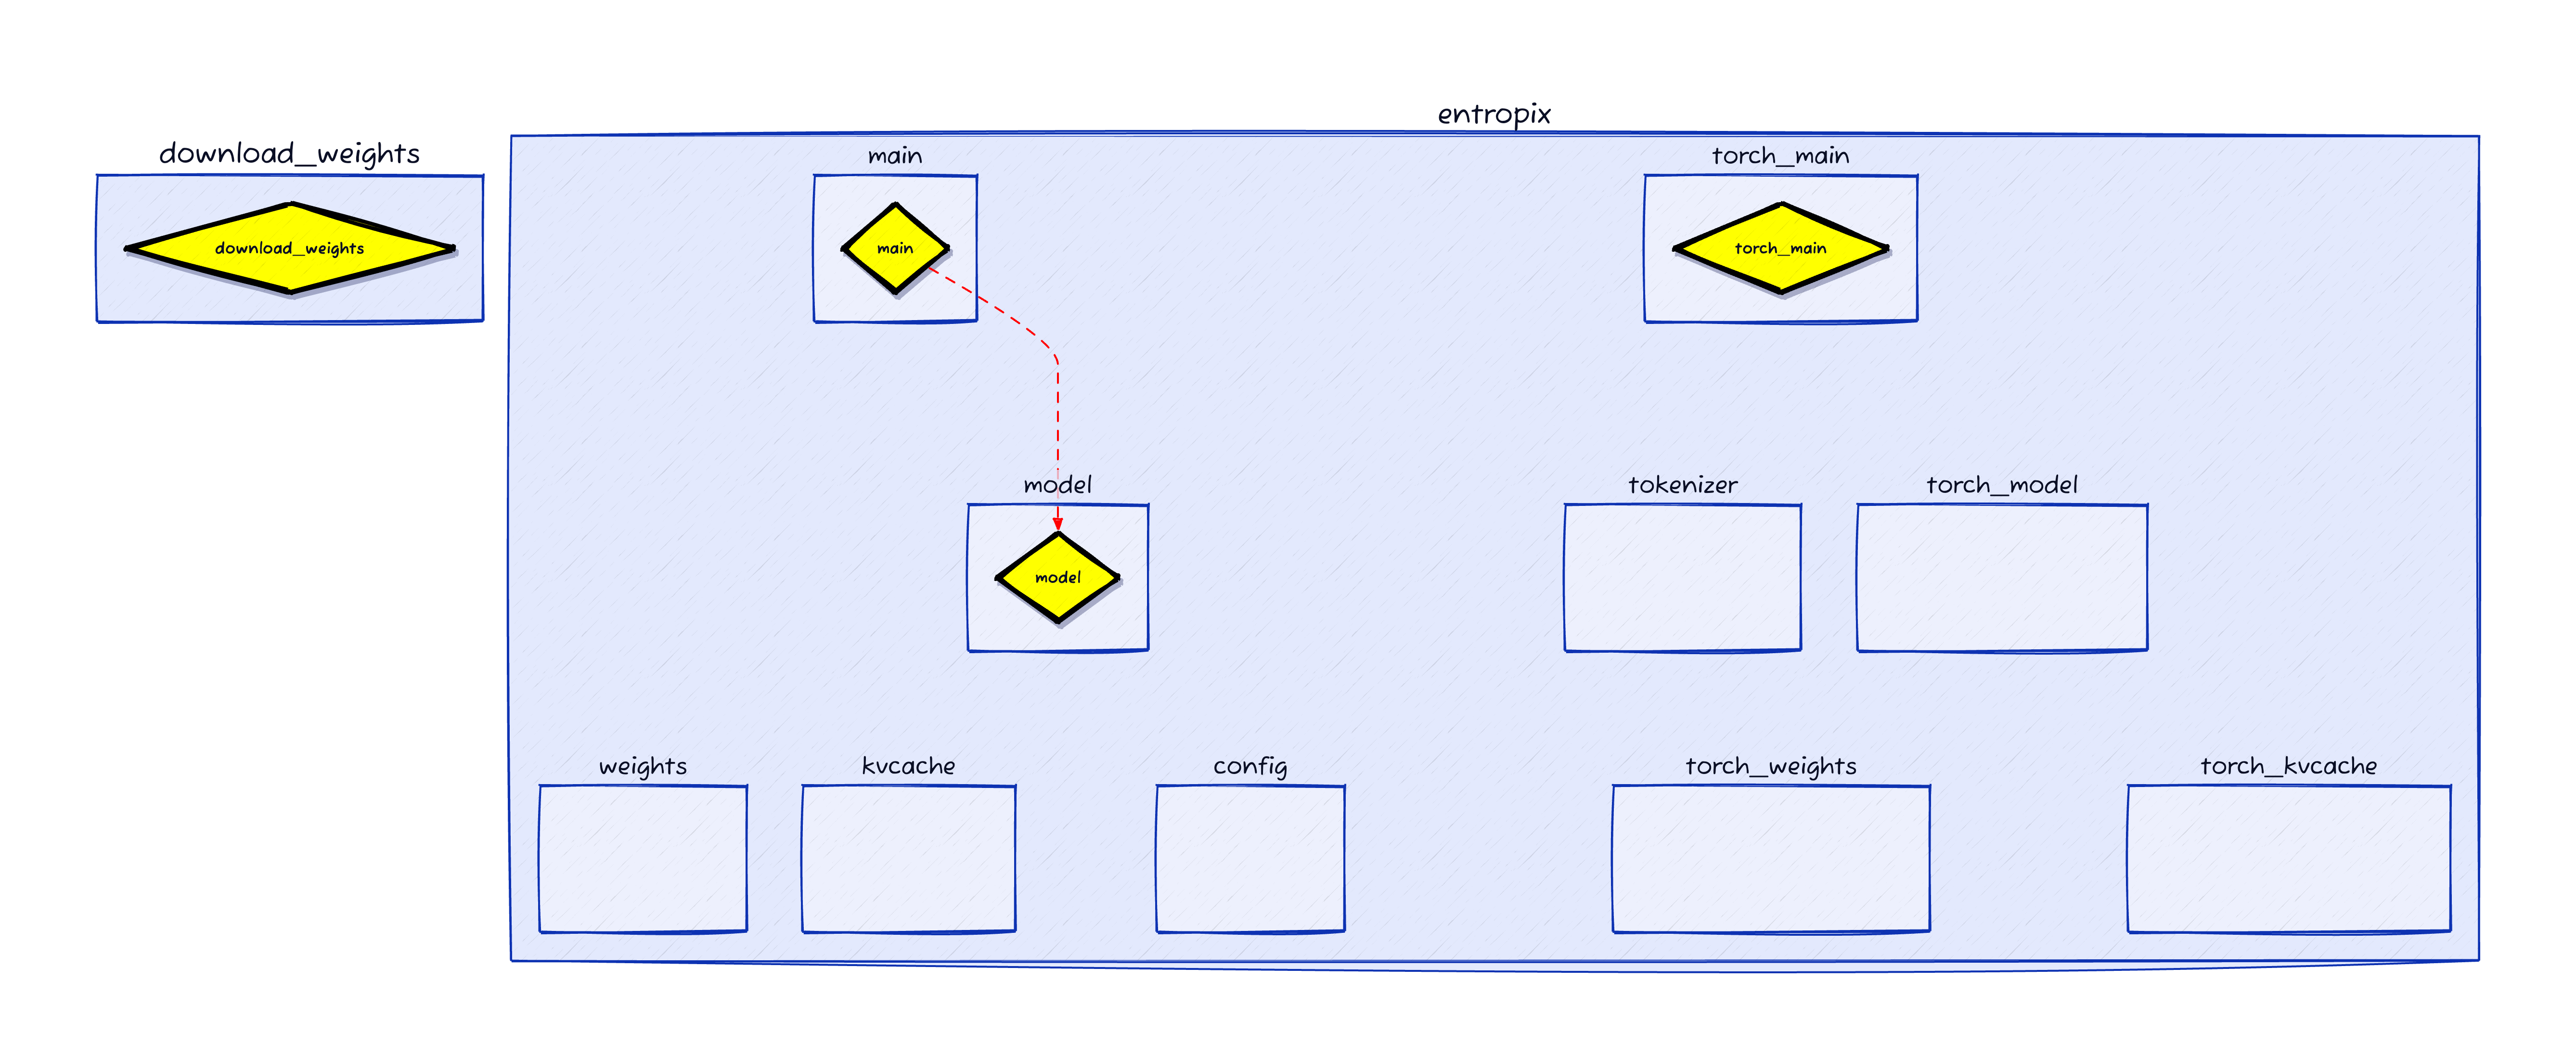 entropix
download_weights
main
torch_main
download_weights
main
torch_main
model
tokenizer
torch_model
model
weights
kvcache
config
torch_weights
torch_kvcache